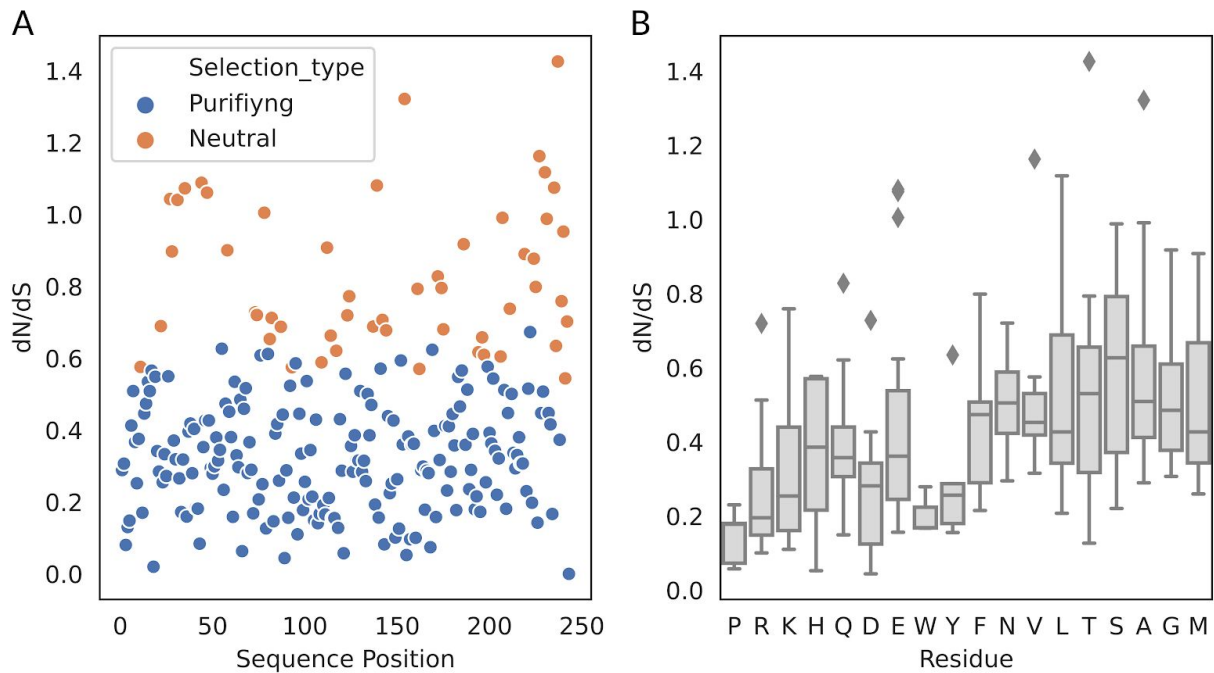 A
1.4
1.2
1.0
0.8
0.6
0.4
0.2
0.0
dN/dS
Selection_type
Purifiyng
Neutral
0 50 100 150 200 250
Sequence Position
B
1.4
1.2
1.0
0.8
0.6
0.4
0.2
0.0
dN/dS
P R K H Q D E W Y F N V L T S A G M
Residue